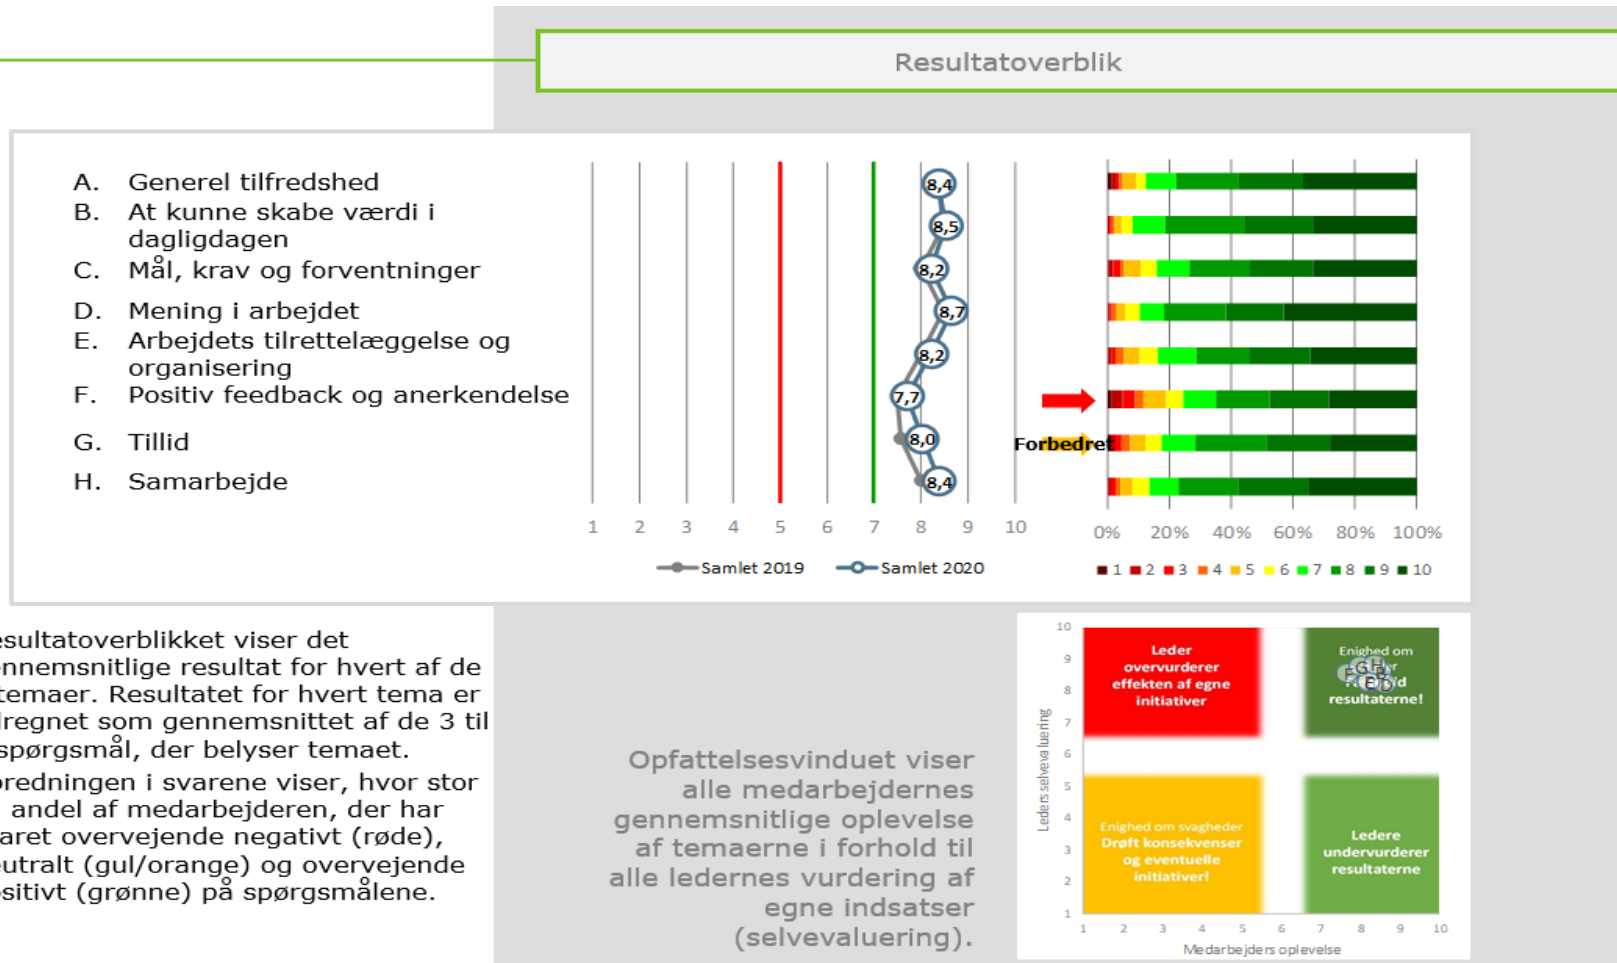 Resultatoverblik
A. Generel tilfredshed
B. At kunne skabe værdi i
dagligdagen
C. Mål, krav og forventninger
D. Mening i arbejdet
E. Arbejdets tilrettelæggelse og
organisering
F. Positiv feedback og anerkendelse
G. Tillid
H. Samarbejde
8,4
8,5
8,2
8,7
8,2
7,7
8,0
8,4
1 2 3 4 5 6 7 8 9 10
Samlet 2019 Samlet 2020
Forbedret
0% 20% 40% 60% 80% 100%
1 2 3 4 5 6 7 8 9 10
esultatoverblikket viser det
ennemsnitlige resultat for hvert af de
temaer. Resultatet for hvert tema er
dregnet som gennemsnittet af de 3 til
spørgsmål, der belyser temaet.
predningen i svarene viser, hvor stor
andel af medarbejderen, der har
varet overvejende negativt (røde),
eutralt (gul/orange) og overvejende
ositivt (grønne) på spørgsmålene.
Opfattelsesvinduet viser
alle medarbejdernes
gennemsnitlige oplevelse
af temaerne i forhold til
alle ledernes vurdering af
egne indsatser
(selvevaluering).
Leders selvevaluering
10
9
8
7
6
5
4
3
2
1
Leder
overvurderer
effekten af egne
initiativer
Enighed om
resultaterne!
F G H B E D
Enighed om svagheder
Drøft konsekvenser
og eventuelle
initiativer!
Ledere
undervurderer
resultaterne
1 2 3 4 5 6 7 8 9 10
Medarbejders oplevelse